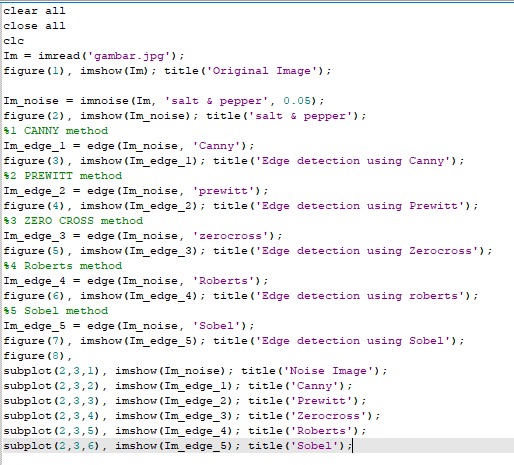 clear all
close all
clc
Im = imread('gambar.jpg');
figure(1), imshow(Im); title('Original Image');
Im_noise = imnoise(Im, 'salt & pepper', 0.05);
figure(2), imshow(Im_noise); title('salt & pepper');
%1 CANNY method
Im_edge_1 = edge(Im_noise, 'Canny');
figure(3), imshow(Im_edge_1); title('Edge detection using Canny');
%2 PREWITT method
Im_edge_2 = edge(Im_noise, 'prewitt');
figure(4), imshow(Im_edge_2); title('Edge detection using Prewitt');
%3 ZERO CROSS method
Im_edge_3 = edge(Im_noise, 'zerocross');
figure(5), imshow(Im_edge_3); title('Edge detection using Zerocross');
%4 Roberts method
Im_edge_4 = edge(Im_noise, 'Roberts');
figure(6), imshow(Im_edge_4); title('Edge detection using roberts');
%5 Sobel method
Im_edge_5 = edge(Im_noise, 'Sobel');
figure(7), imshow(Im_edge_5); title('Edge detection using Sobel');
figure(8),
subplot(2,3,1), imshow(Im_noise); title('Noise Image');
subplot(2,3,2), imshow(Im_edge_1); title('Canny');
subplot(2,3,3), imshow(Im_edge_2); title('Prewitt');
subplot(2,3,4), imshow(Im_edge_3); title('Zerocross');
subplot(2,3,5), imshow(Im_edge_4); title('Roberts');
subplot(2,3,6), imshow(Im_edge_5); title('Sobel');